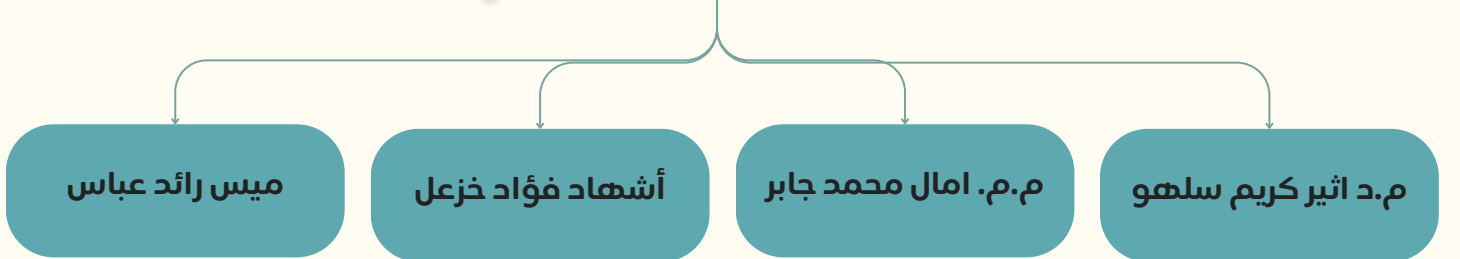 م.د اثير كريم سلهو
م.م. امال محمد جابر
أشهاد فؤاد خزعل
ميس رائد عباس